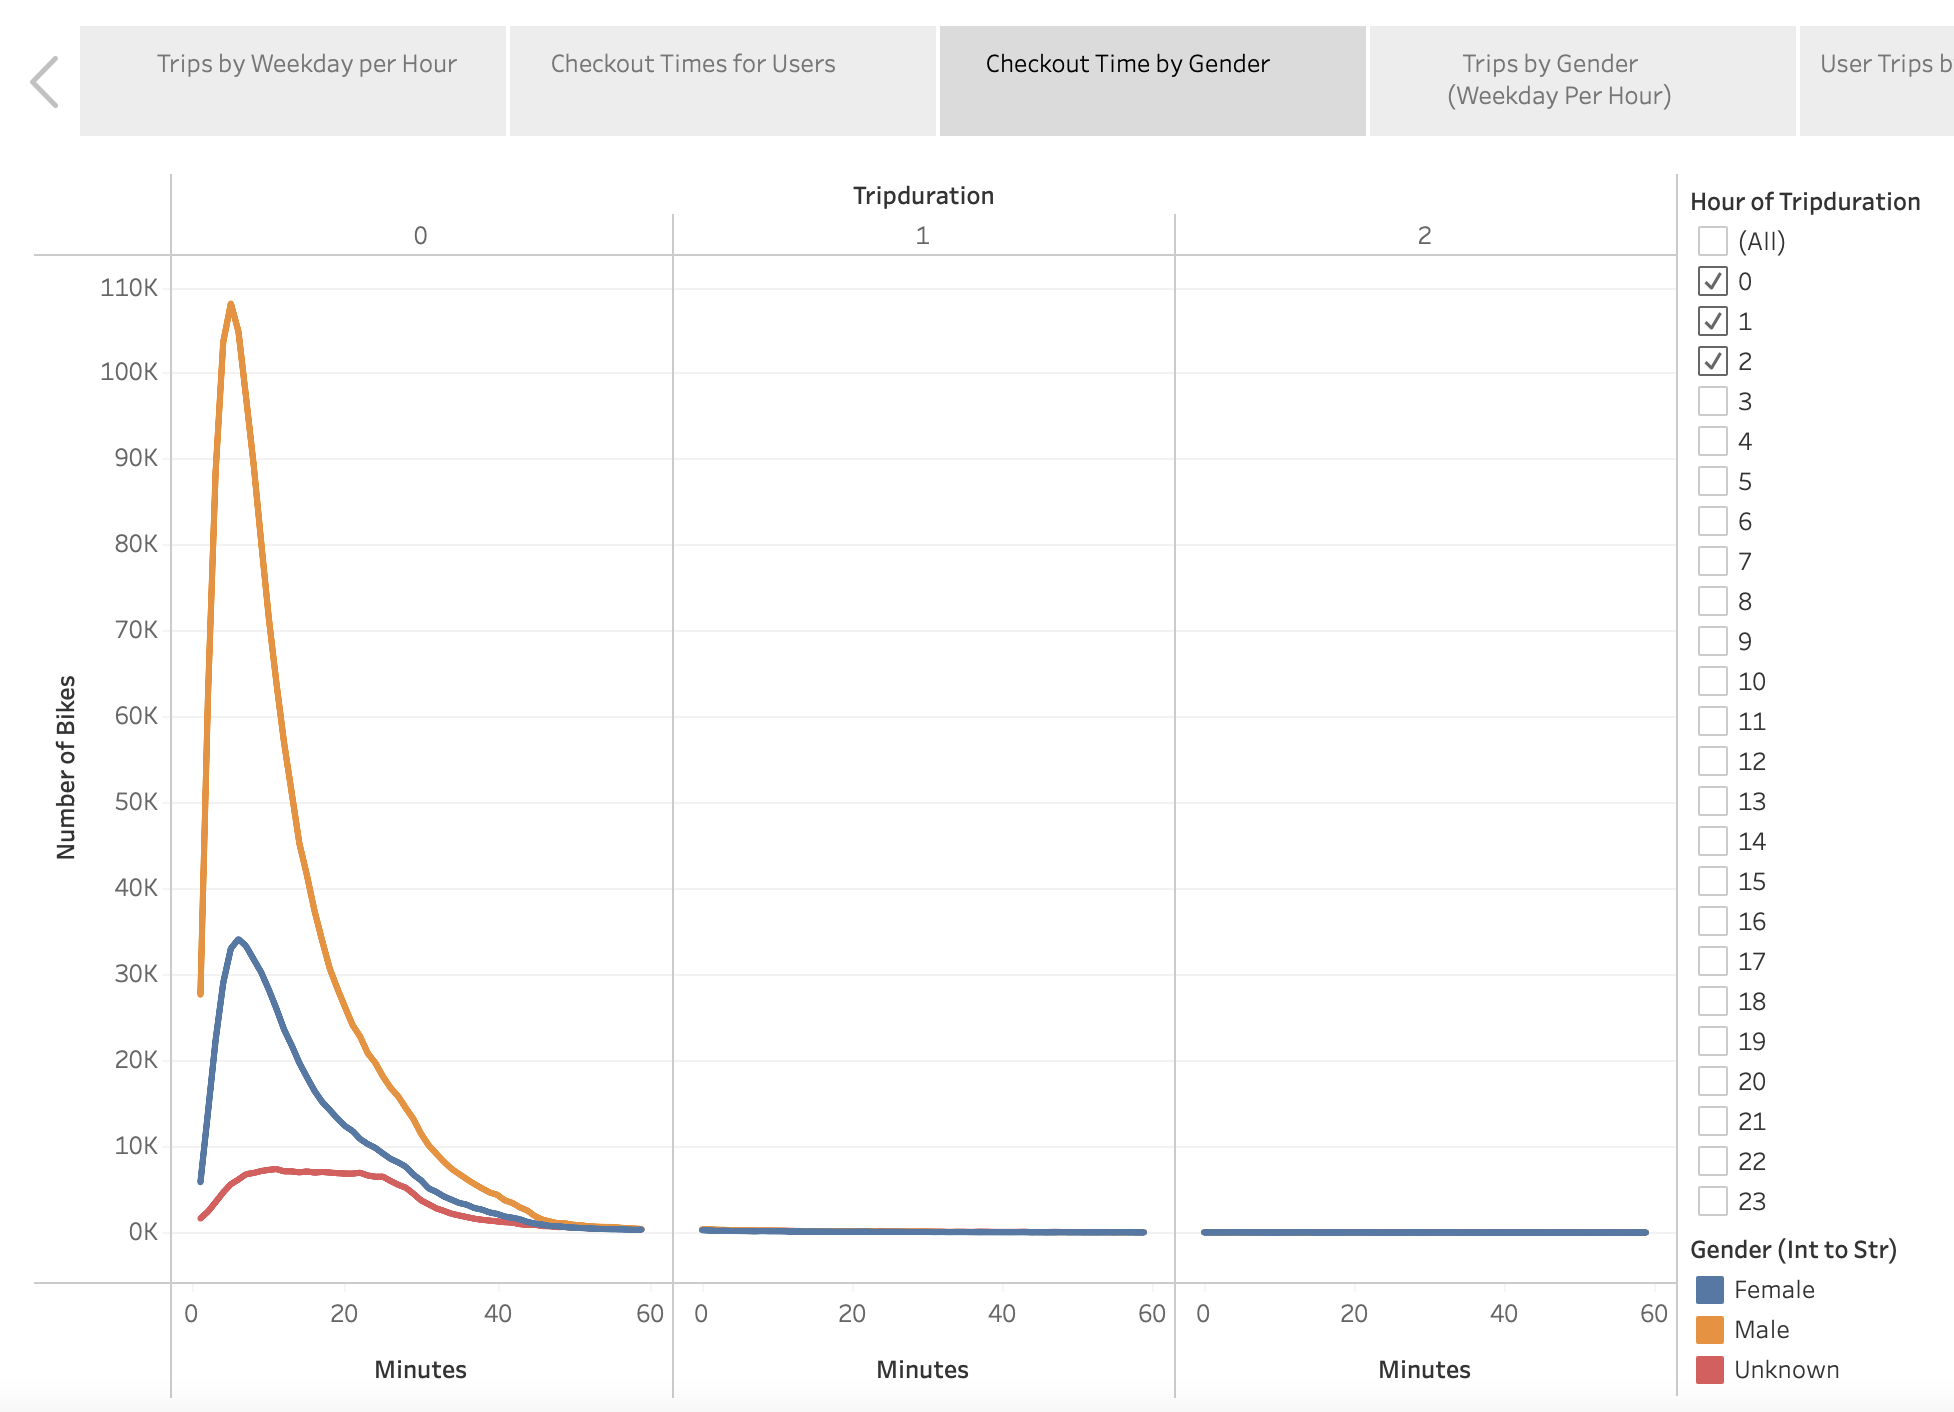 Trips by Weekday per Hour
Checkout Times for Users
Checkout Time by Gender
Trips by Gender
(Weekday Per Hour)
User Trips b
Tripduration
0
1
2
110K
100K
90K
80K
70K
60K
50K
40K
30K
20K
10K
0K
Number of Bikes
0 20 40 60
0 20 40 60
0 20 40 60
Minutes
Minutes
Minutes
Hour of Tripduration
(All)
0
1
2
3
4
5
6
7
8
9
10
11
12
13
14
15
16
17
18
19
20
21
22
23
Gender (Int to Str)
Female
Male
Unknown